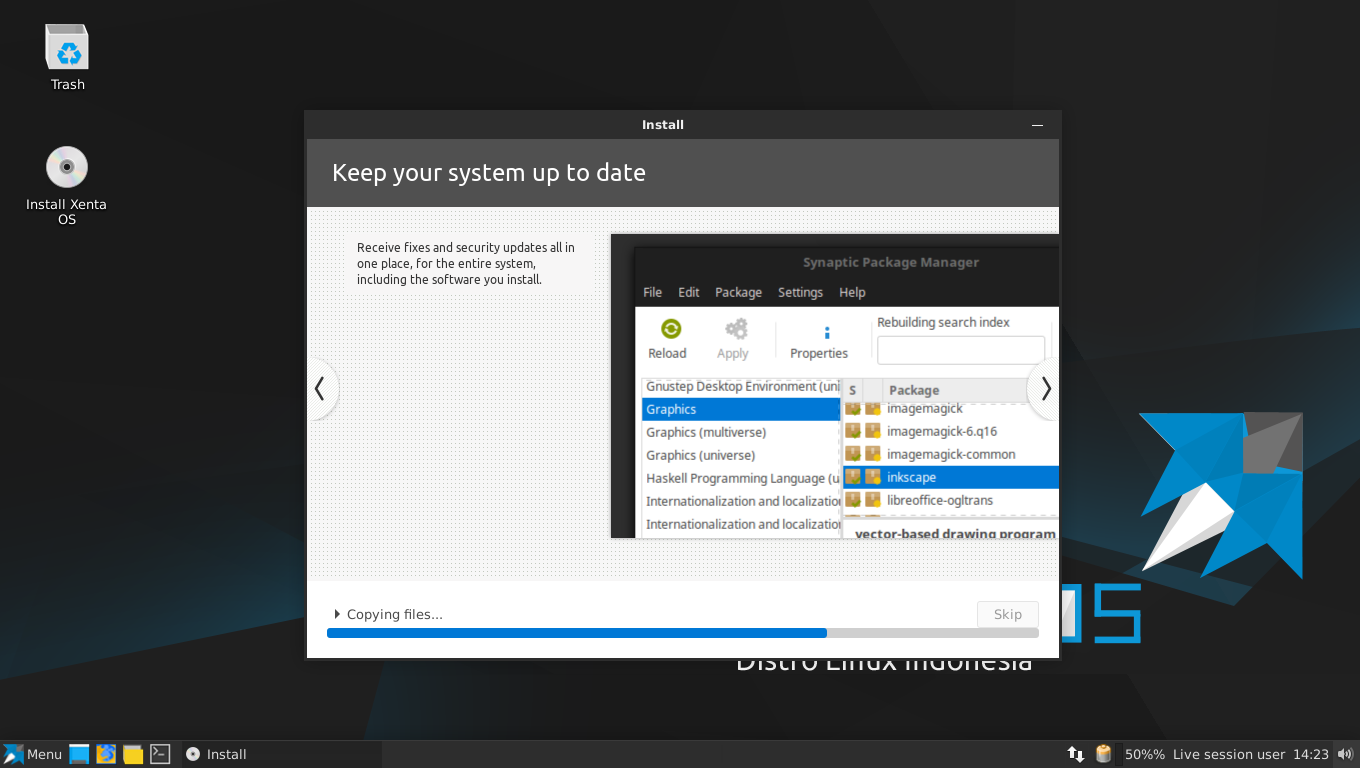 Trash
Install Xenta
OS
Install
Keep your system up to date
Receive fixes and security updates all in
one place, for the entire system,
including the software you install.
Synaptic Package Manager
File Edit Package Settings Help
Rebuilding search index
Reload Apply Properties
Gnustep Desktop Environment (uni
Graphics
Graphics (multiverse)
Graphics (universe)
Haskell Programming Language (u
Internationalization and localization
Internationalization and localization
S Package
imagemagick
imagemagick-6.q16
imagemagick-common
inkscape
libreoffice-ogltrans
vector-based drawing program
Copying files...
Skip
OS
Distro Linux Indonesia
Menu
Install
50%% Live session user 14:23